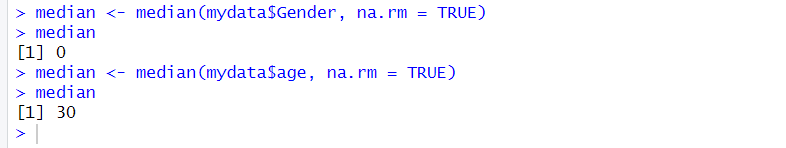 > median <- median(mydata$Gender, na.rm = TRUE)
> median
[1] 0
> median <- median(mydata$age, na.rm = TRUE)
> median
[1] 30
>